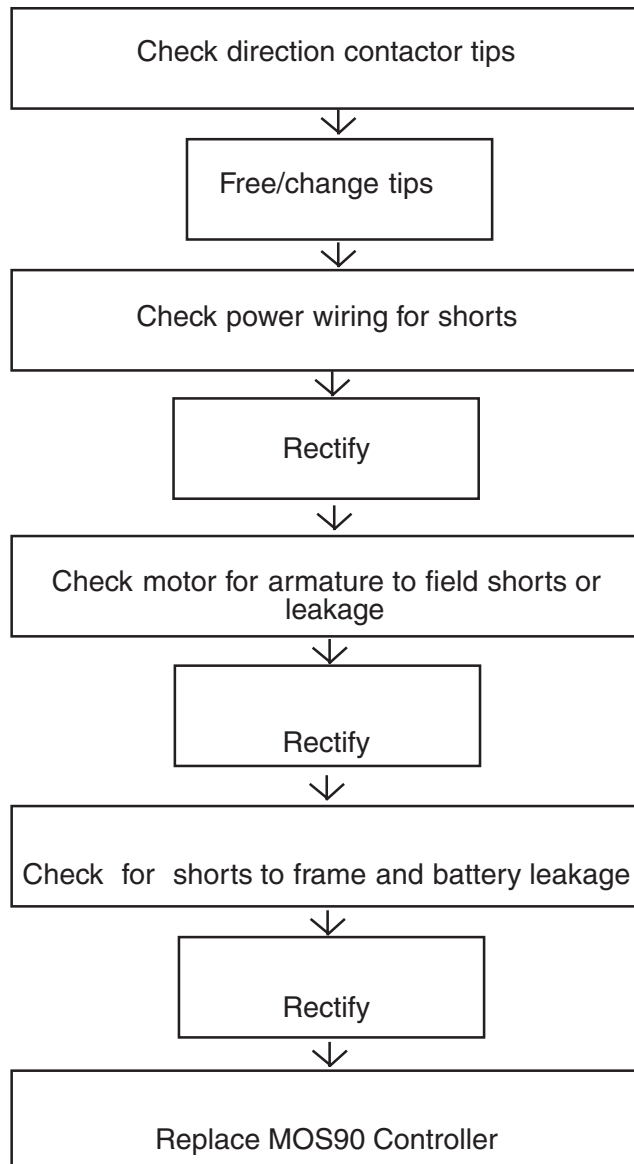 Check direction contactor tips
Free/change tips
Check power wiring for shorts
Rectify
Check motor for armature to field shorts or
leakage
Rectify
Check for shorts to frame and battery leakage
Rectify
Replace MOS90 Controller